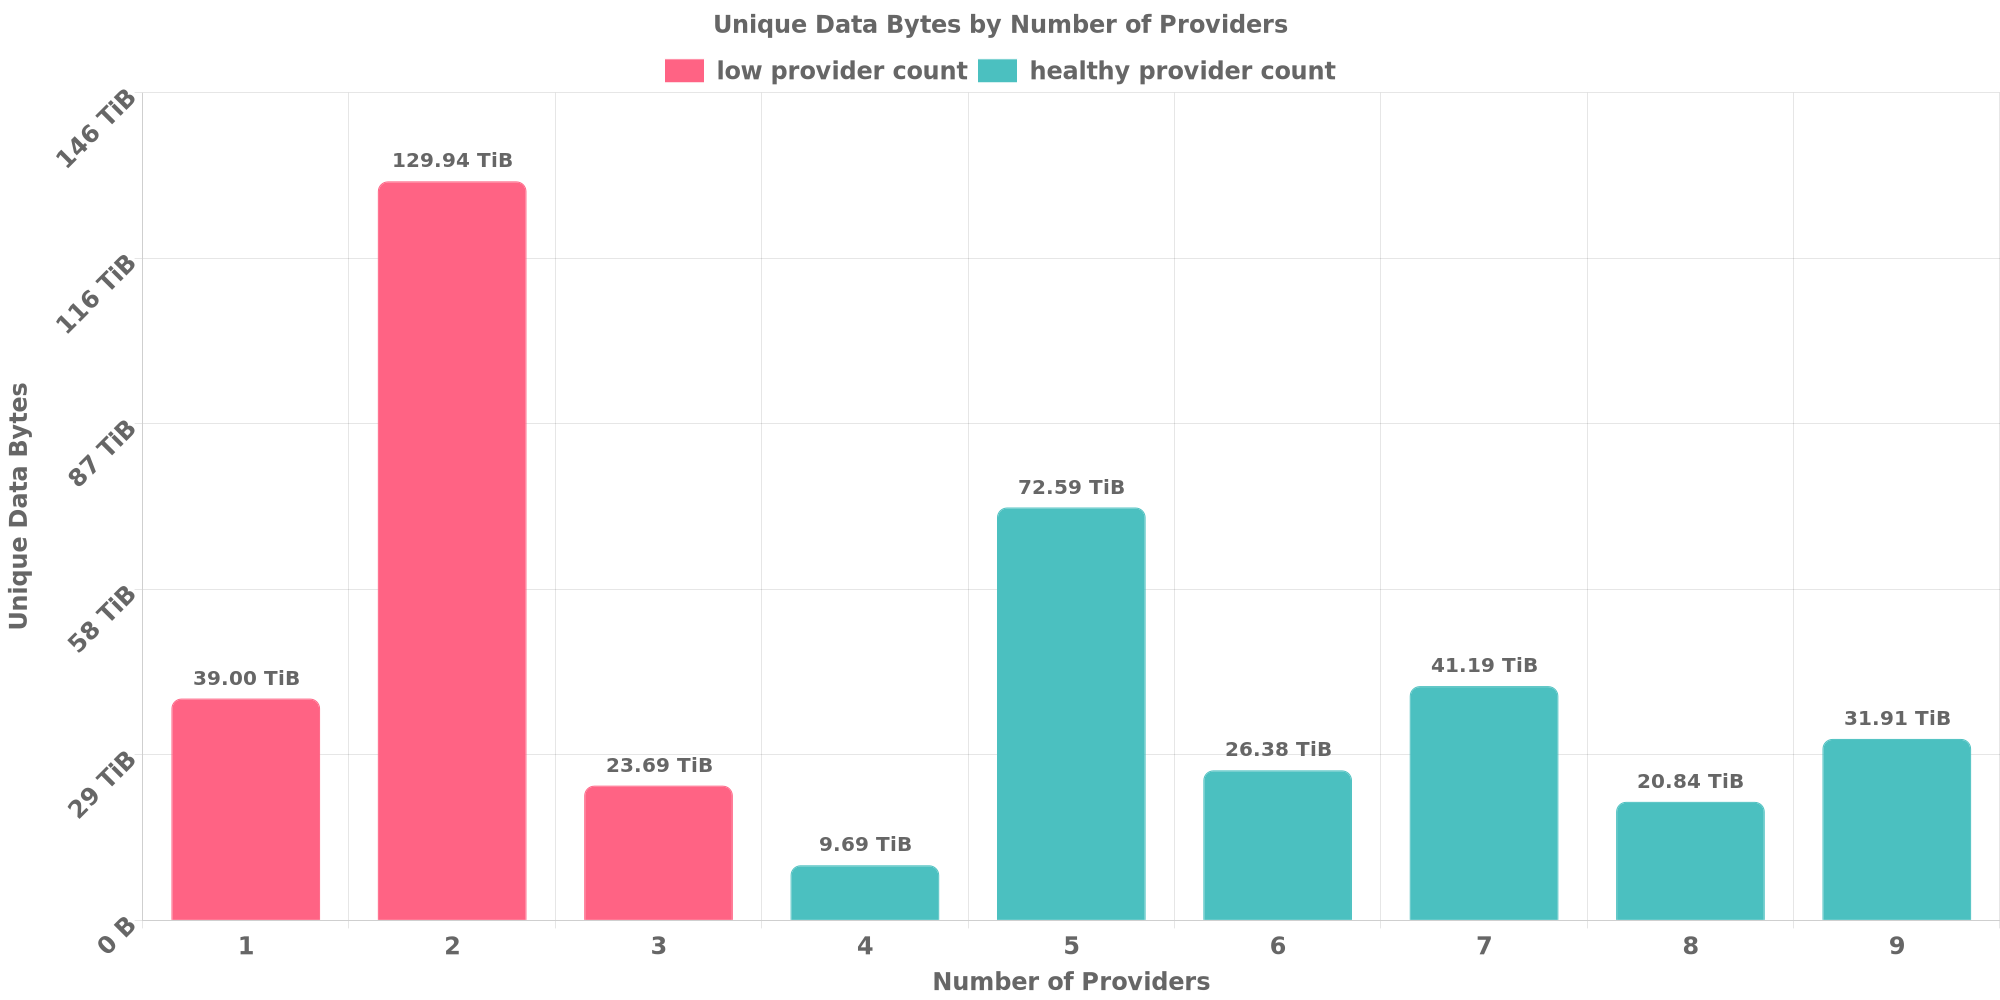 Unique Data Bytes by Number of Providers
low provider count healthy provider count
146 TiB
116 TiB
87 TiB
58 TiB
29 TiB
0 B
Unique Data Bytes
39.00 TiB
129.94 TiB
23.69 TiB
9.69 TiB
72.59 TiB
26.38 TiB
41.19 TiB
20.84 TiB
31.91 TiB
1 2 3 4 5 6 7 8 9
Number of Providers